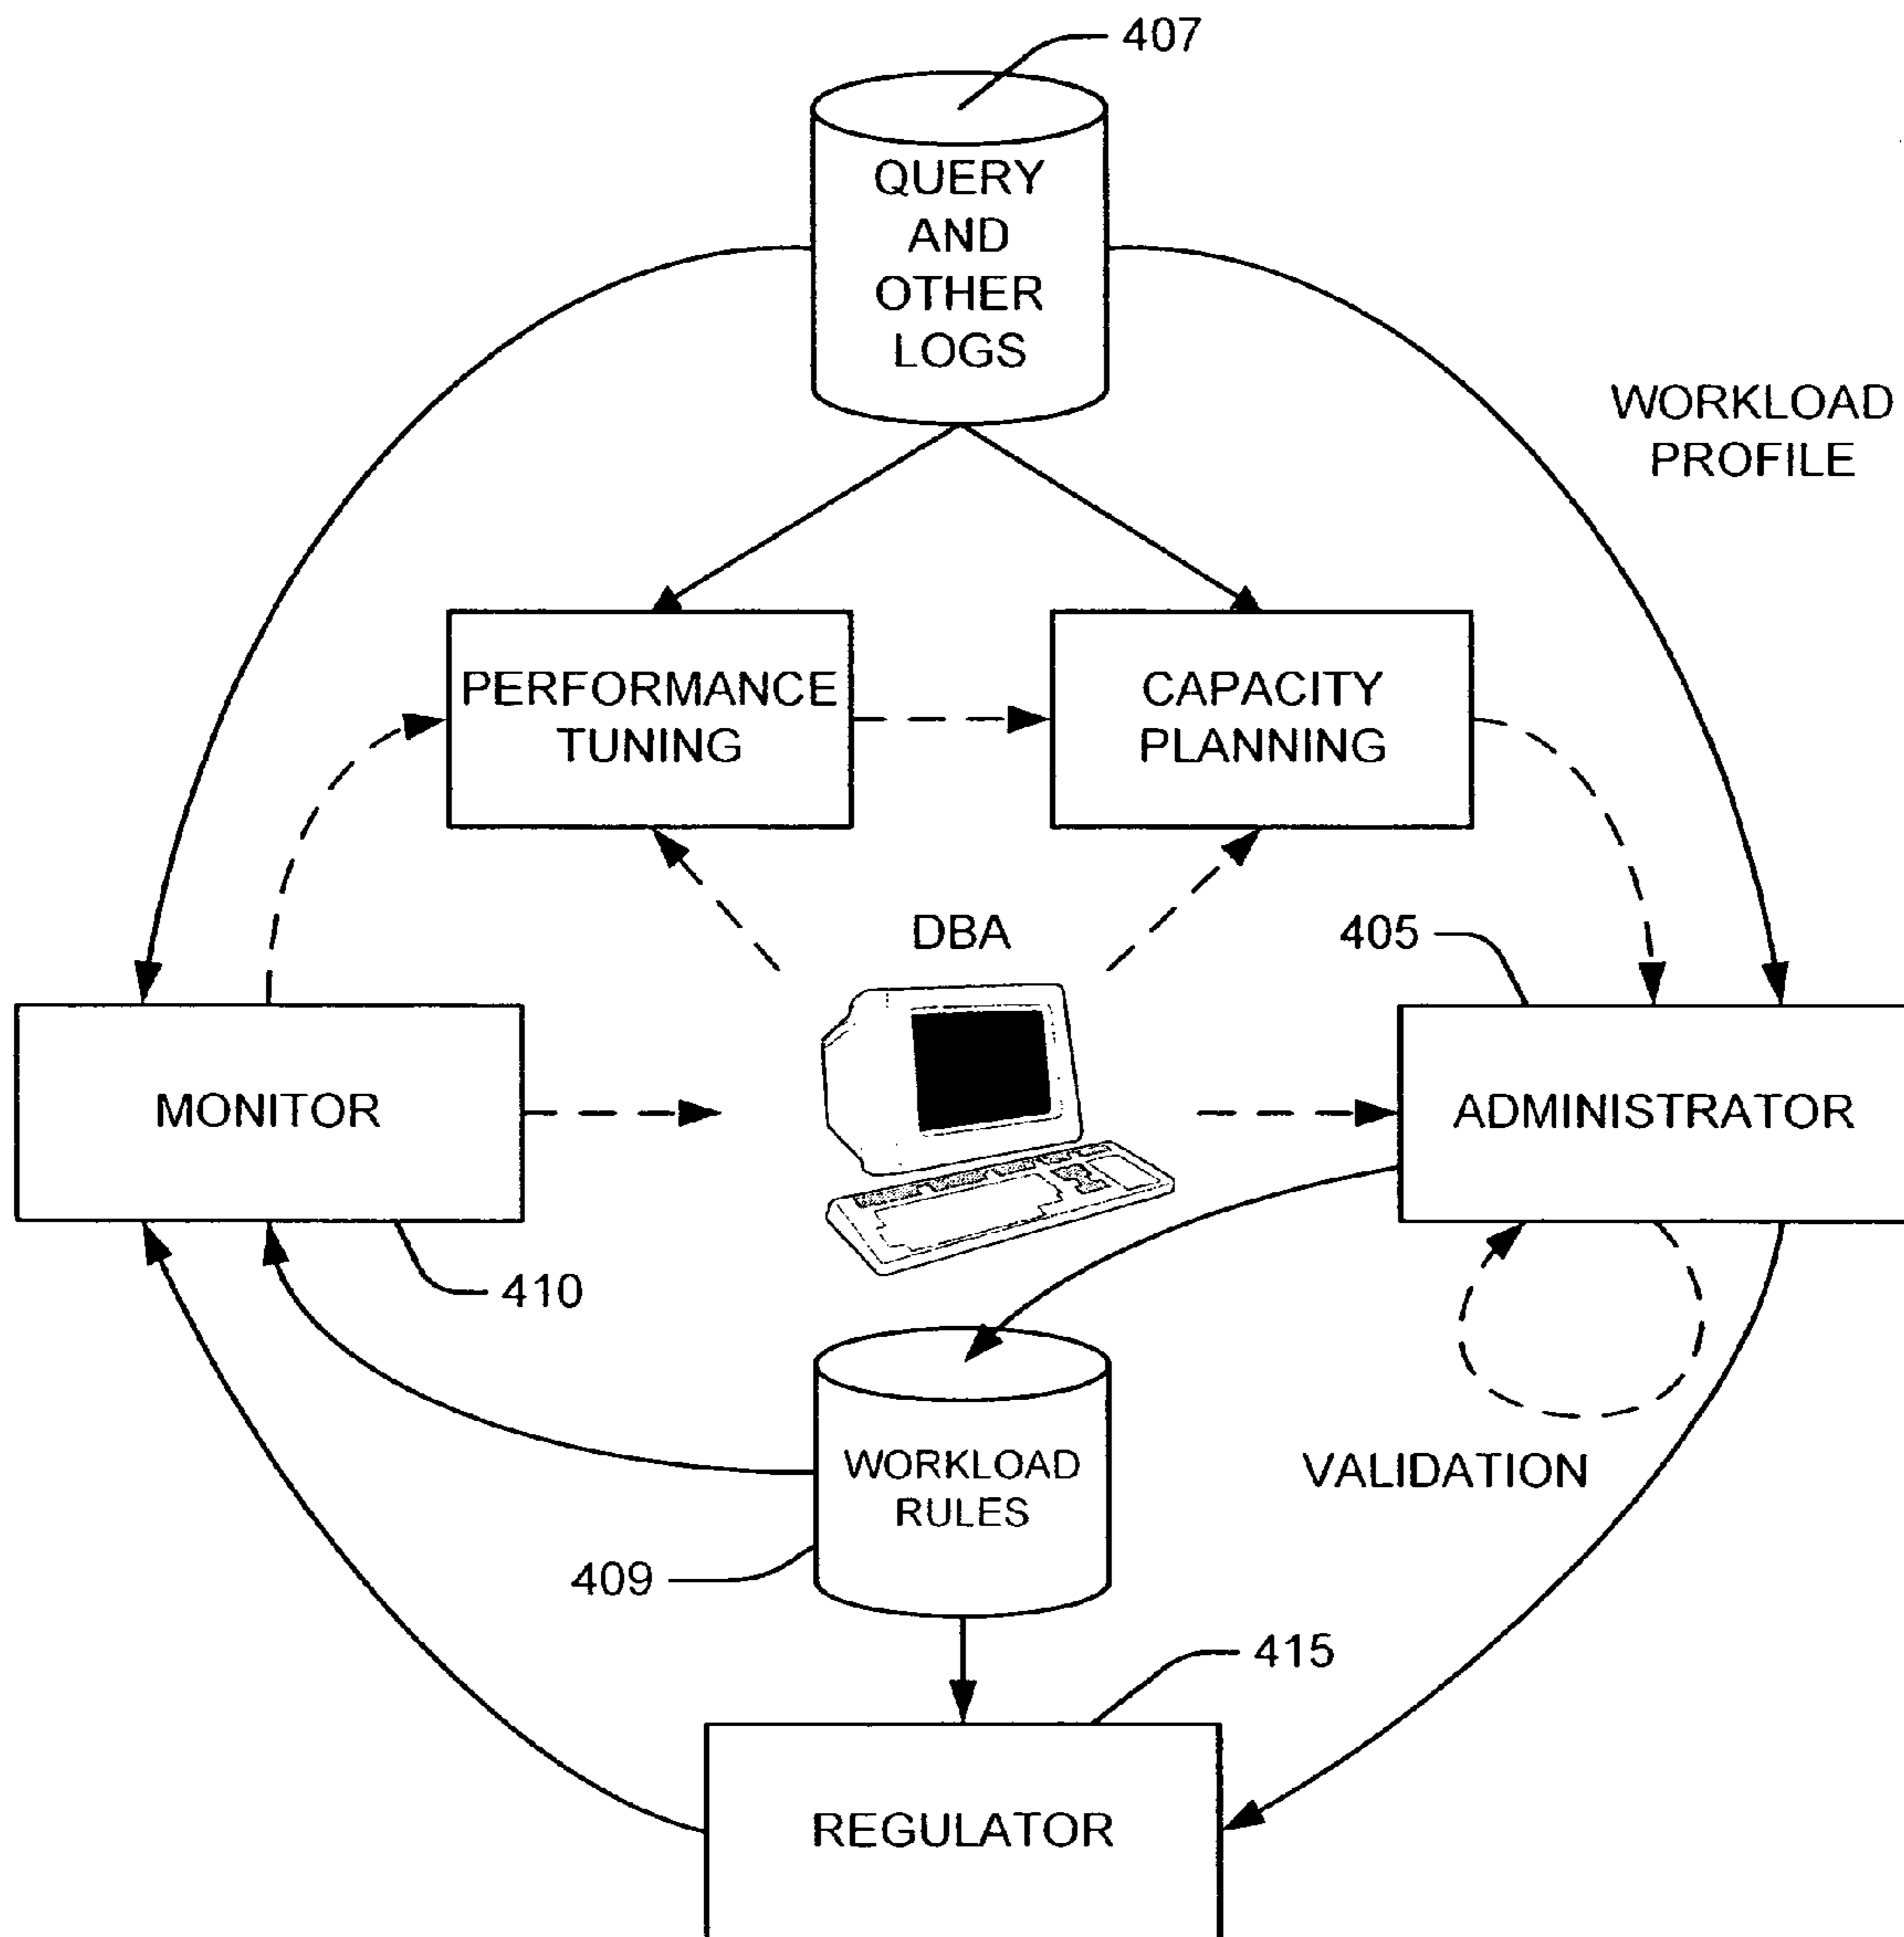 407
QUERY
AND
OTHER
LOGS
WORKLOAD
PROFILE
PERFORMANCE
TUNING
CAPACITY
PLANNING
DBA
405
MONITOR
ADMINISTRATOR
410
WORKLOAD
RULES
VALIDATION
409
415
REGULATOR